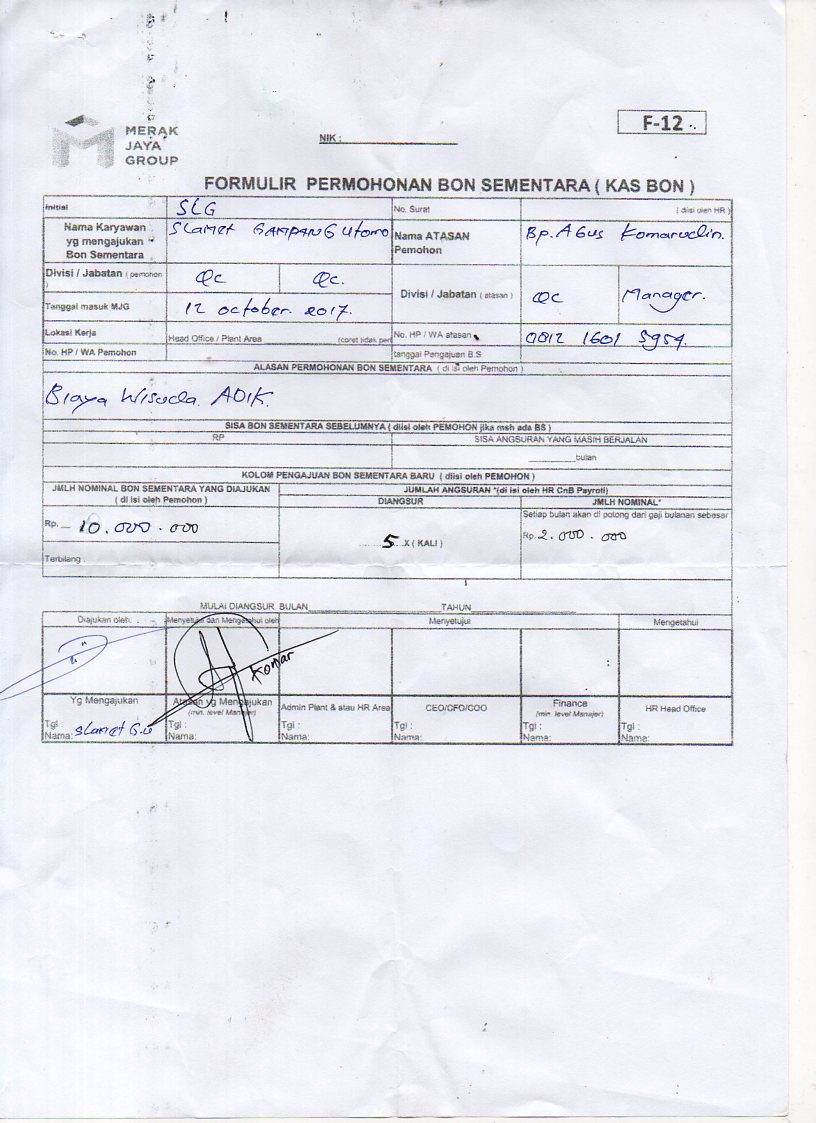 MERAK
JAYA
GROUP
NIK :
F-12
FORMULIR PERMOHONAN BON SEMENTARA ( KAS BON )
Initial SLG No. Surat ( diisi oleh HR )
Nama Karyawan yg mengajukan Bon Sementara Slamet GAMPANG Utomo Nama ATASAN Pemohon Bp. AGus Komarudin.
Divisi / Jabatan ( pemohon ) Qc Qc. Divisi / Jabatan ( atasan ) QC Manager.
Tanggal masuk MJG 12 october. 2017.
Lokasi Kerja Head Office / Plant Area (coret tidak perl No. HP / WA atasan 0812 1601 5959.
No. HP / WA Pemohon tanggal Pengajuan B.S
ALASAN PERMOHONAN BON SEMENTARA ( di isi oleh Pemohon )
Biaya Wisuda ADIK.
SISA BON SEMENTARA SEBELUMNYA ( diisi oleh PEMOHON jika msh ada BS )
RP SISA ANGSURAN YANG MASIH BERJALAN
bulan
KOLOM PENGAJUAN BON SEMENTARA BARU ( diisi oleh PEMOHON )
JMLH NOMINAL BON SEMENTARA YANG DIAJUKAN ( di isi oleh Pemohon ) JUMLAH ANGSURAN *(di isi oleh HR CnB Payroll)
DIANGSUR JMLH NOMINAL*
Rp. 10.000.000 5 X ( KALI ) Setiap bulan akan di potong dari gaji bulanan sebesar
Rp. 2.000.000
Terbilang :
MULAI DIANGSUR BULAN TAHUN
Diajukan oleh: Menyetujui dan Mengetahui oleh Menyetujui Mengetahui
Komar
Yg Mengajukan Atasan yg Mengajukan (min. level Manajer) Admin Plant & atau HR Area CEO/CFO/COO Finance (min. level Manajer) HR Head Office
Tgl : Tgl : Tgl : Tgl : Tgl : Tgl :
Nama: Slamet G.U Nama: Nama: Nama: Nama: Nama: